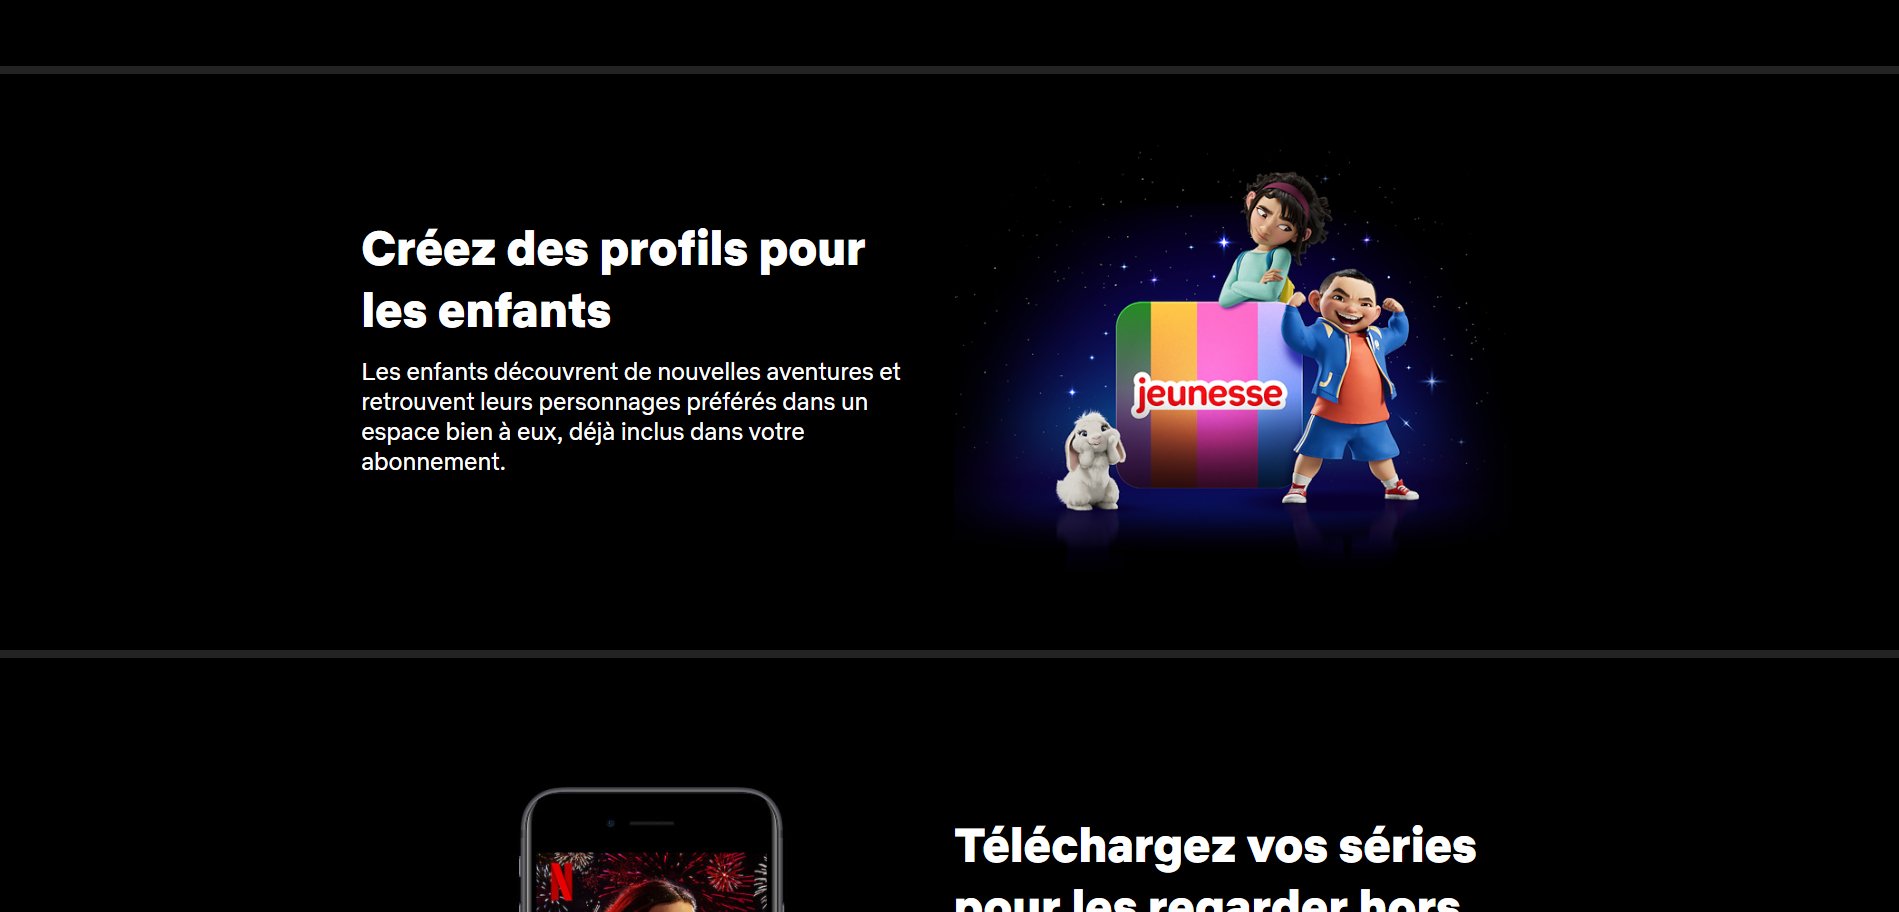 Créez des profils pour
les enfants
Les enfants découvrent de nouvelles aventures et
retrouvent leurs personnages préférés dans un
espace bien à eux, déjà inclus dans votre
abonnement.
jeunesse
J
N
Téléchargez vos séries
pour les regarder hors